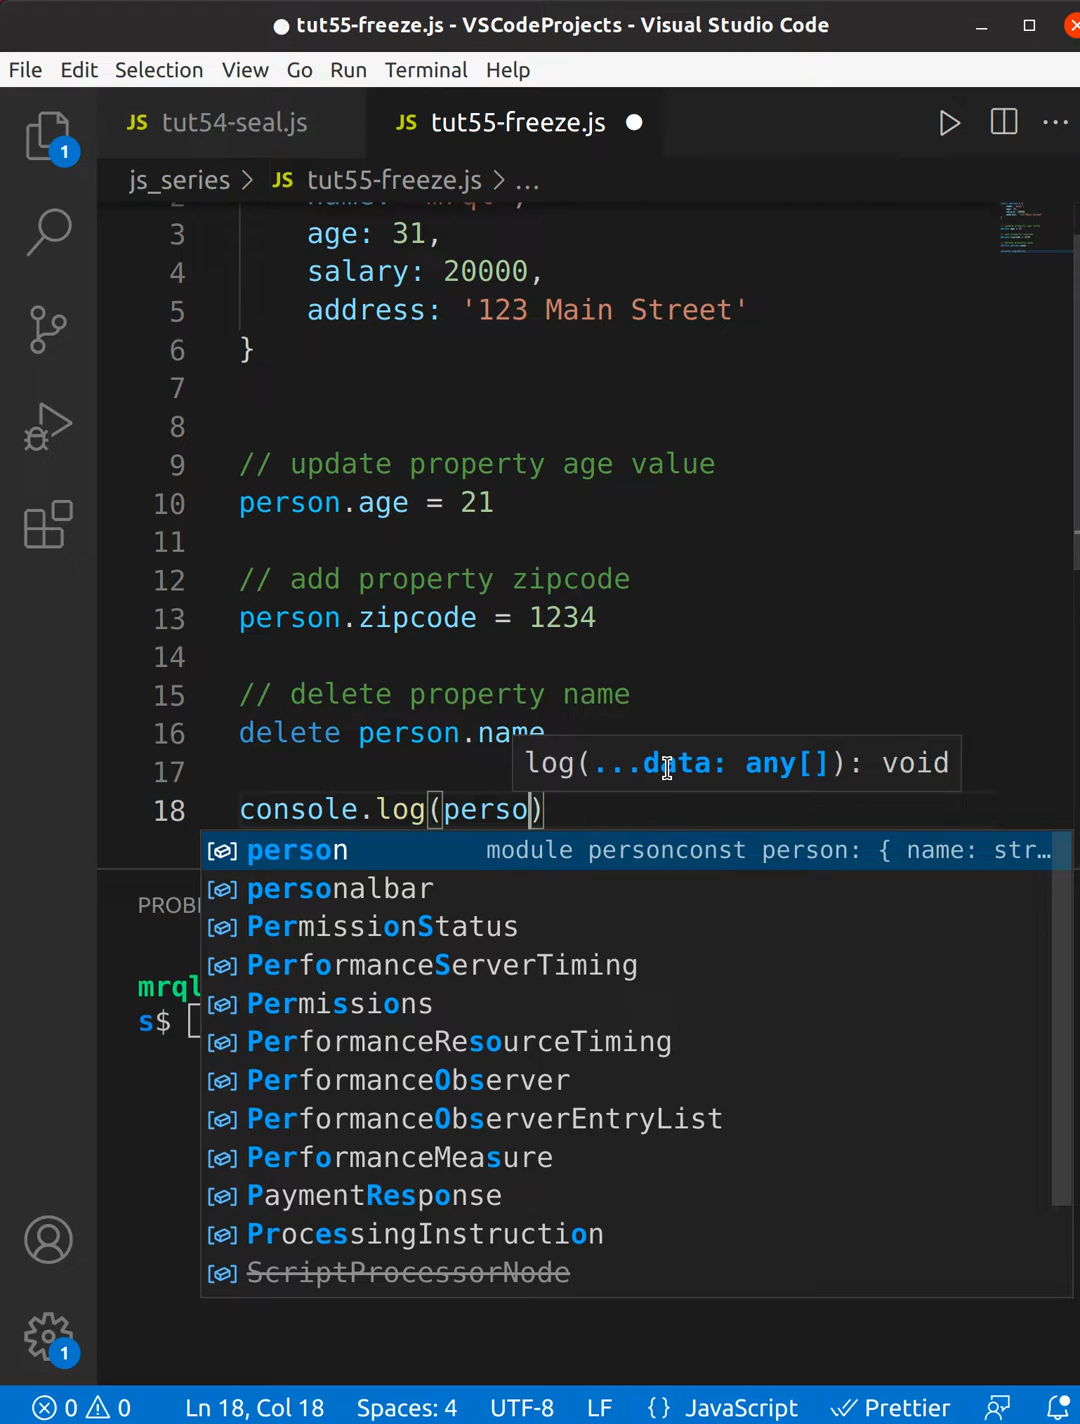 tut55-freeze.js - VSCodeProjects - Visual Studio Code
File Edit Selection View Go Run Terminal Help
JS tut54-seal.js JS tut55-freeze.js
1
js_series > JS tut55-freeze.js > ...
3 age: 31,
4 salary: 20000,
5 address: '123 Main Street'
6 }
7
8
9 // update property age value
10 person.age = 21
11
12 // add property zipcode
13 person.zipcode = 1234
14
15 // delete property name
16 delete person.name
17 log(...data: any[]): void
18 console.log(perso)
person module personconst person: { name: str…
personalbar
PROB
PermissionStatus
PerformanceServerTiming
mrql
Permissions
s$
PerformanceResourceTiming
PerformanceObserver
PerformanceObserverEntryList
PerformanceMeasure
PaymentResponse
ProcessingInstruction
ScriptProcessorNode
1
0 0 Ln 18, Col 18 Spaces: 4 UTF-8 LF {} JavaScript Prettier